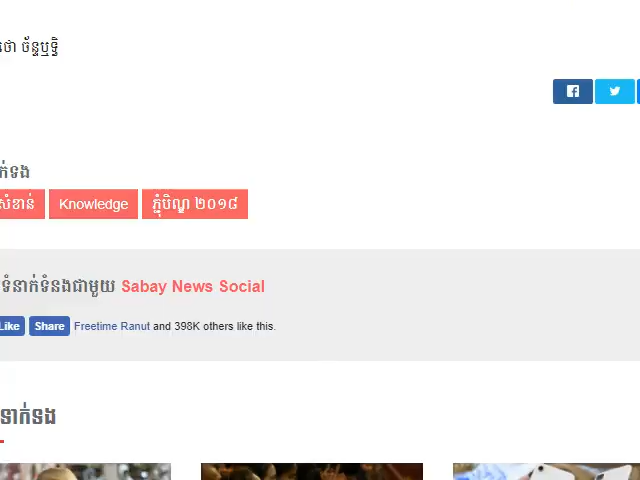 ថោ ច័ន្ទឫទ្ធិ
ក់ទង
សំខាន់ Knowledge ភ្ជុំបិណ្ឌ ២០១៨
ទំនាក់ទំនងជាមួយ Sabay News Social
Like Share Freetime Ranut and 398K others like this.
ទាក់ទង